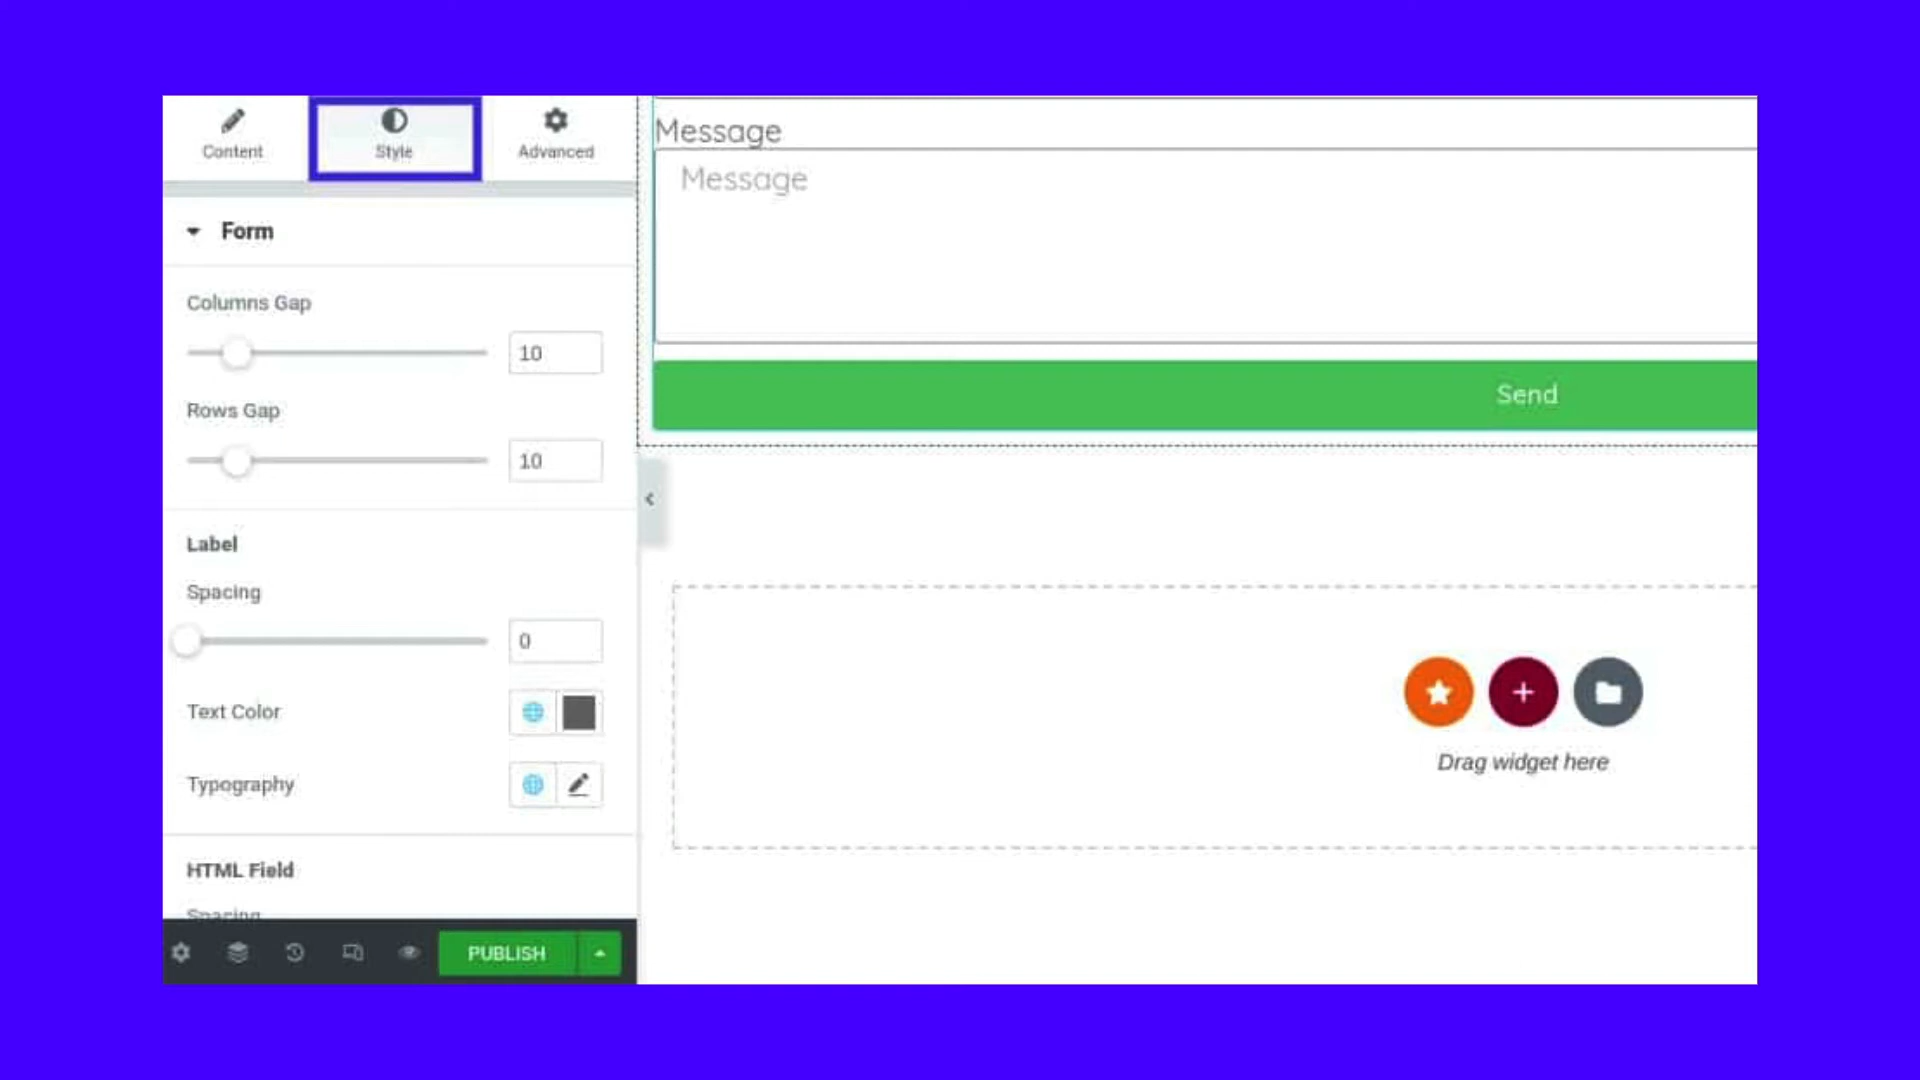 Content
Style
Advanced
Form
Columns Gap
10
Rows Gap
10
Label
Spacing
0
Text Color
Typography
HTML Field
Spacing
PUBLISH
Message
Message
Send
Drag widget here